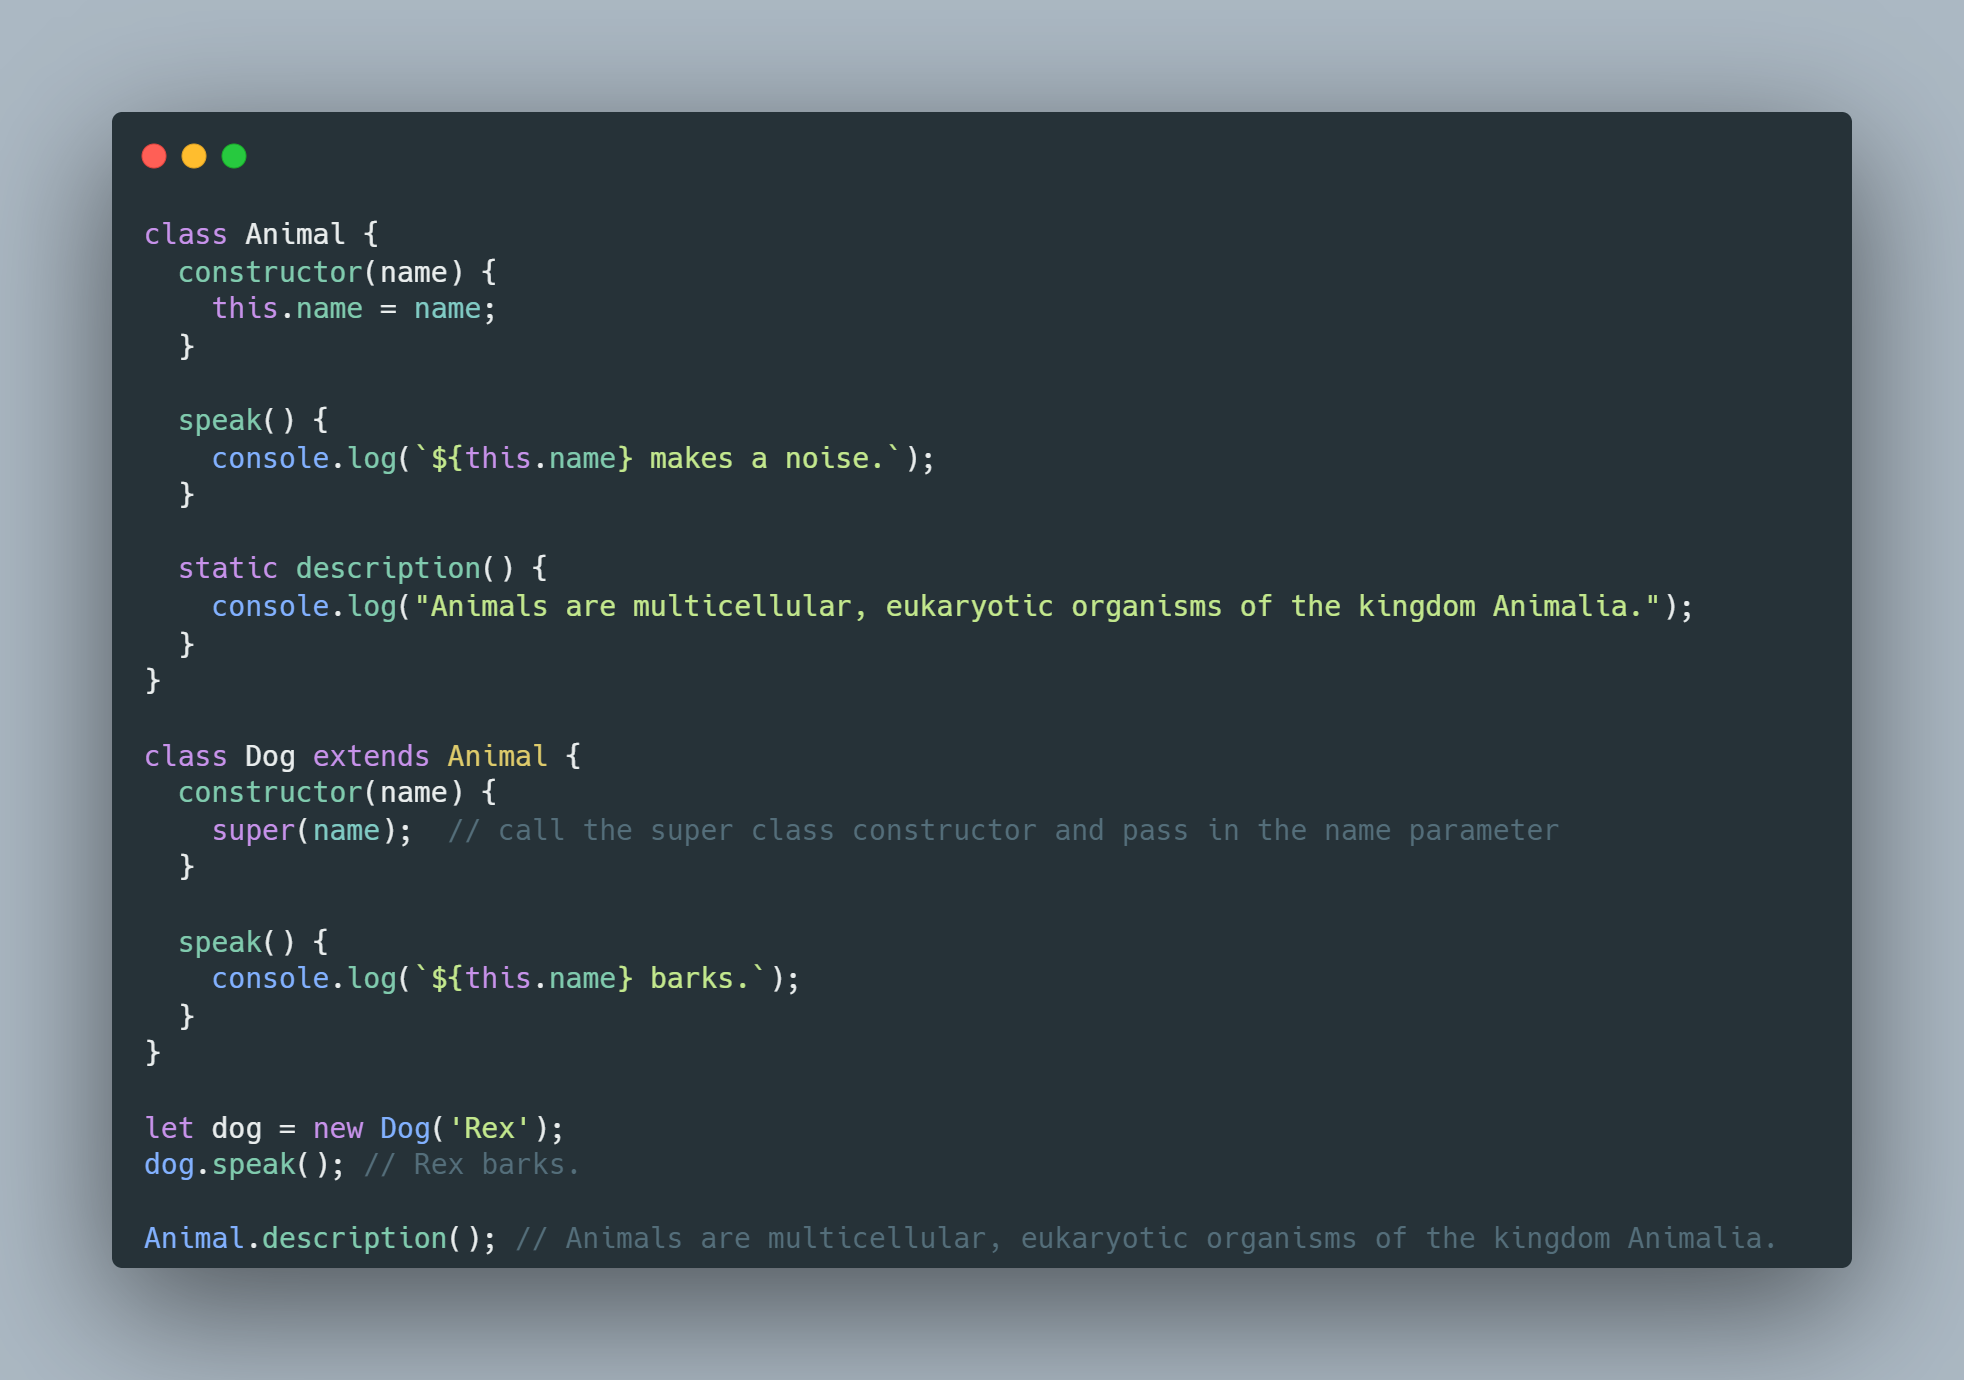 class Animal {
  constructor(name) {
    this.name = name;
  }

  speak() {
    console.log(`${this.name} makes a noise.`);
  }

  static description() {
    console.log("Animals are multicellular, eukaryotic organisms of the kingdom Animalia.");
  }
}

class Dog extends Animal {
  constructor(name) {
    super(name);  // call the super class constructor and pass in the name parameter
  }

  speak() {
    console.log(`${this.name} barks.`);
  }
}

let dog = new Dog('Rex');
dog.speak(); // Rex barks.

Animal.description(); // Animals are multicellular, eukaryotic organisms of the kingdom Animalia.